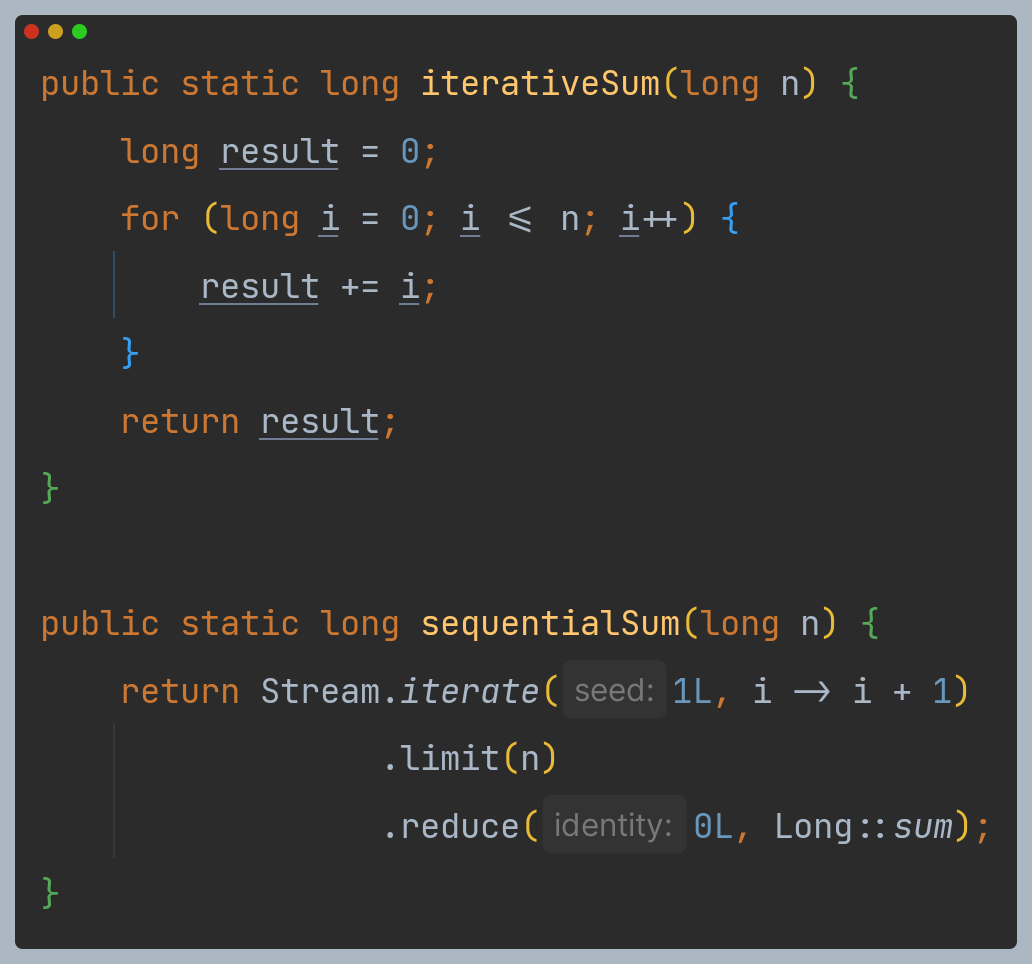 public static long iterativeSum(long n) {
    long result = 0;
    for (long i = 0; i <= n; i++) {
        result += i;
    }
    return result;
}

public static long sequentialSum(long n) {
    return Stream.iterate( seed: 1L, i -> i + 1)
                 .limit(n)
                 .reduce( identity: 0L, Long::sum);
}